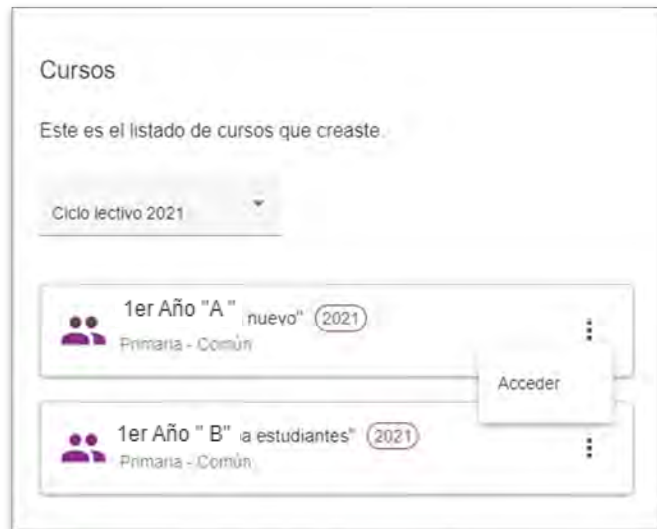 Cursos
Este es el listado de cursos que creaste.
Ciclo lectivo 2021
1er Año "A " nuevo" 2021
Primaria - Común
Acceder
1er Año " B" a estudiantes" 2021
Primaria - Común